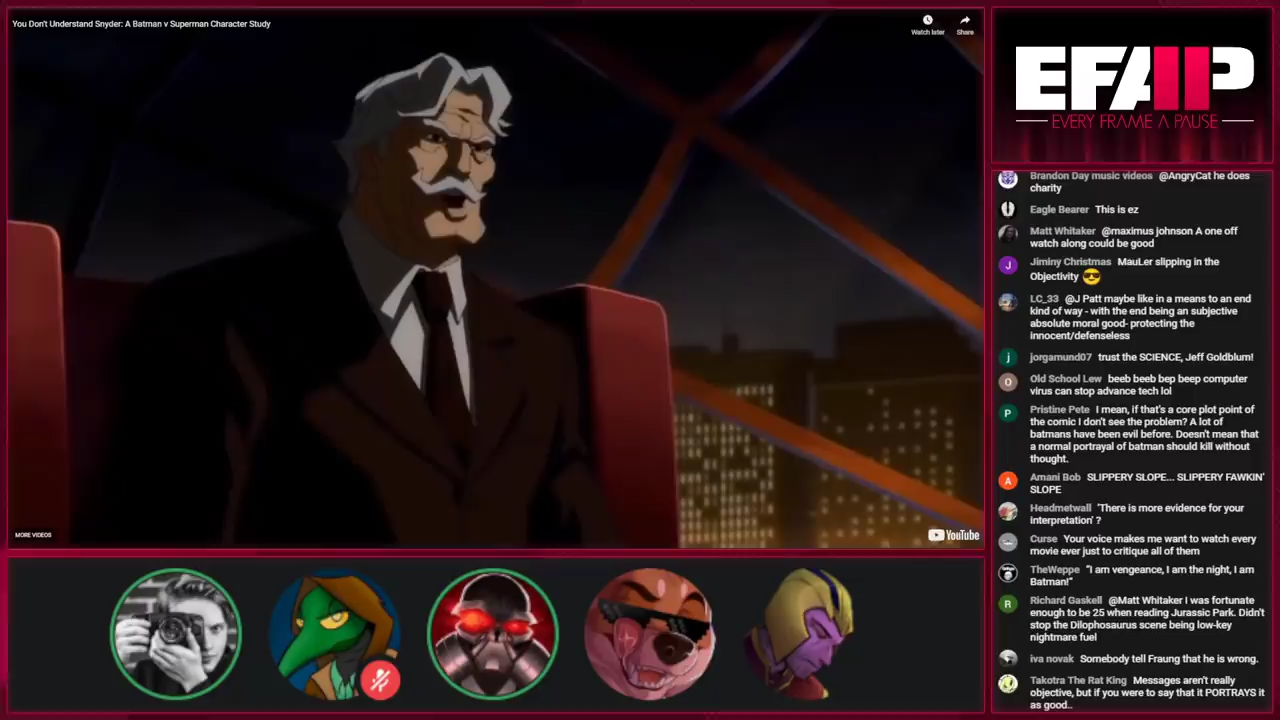 You Don't Understand Snyder: A Batman v Superman Character Study
Watch later
Share
MORE VIDEOS
YouTube
EFAP
EVERY FRAME A PAUSE
Brandon Day music videos @AngryCat he does
charity
Eagle Bearer This is ez
Matt Whitaker @maximus johnson A one off
watch along could be good
J
Jiminy Christmas MauLer slipping in the
Objectivity 😎
LC_33 @J Patt maybe like in a means to an end
kind of way - with the end being an subjective
absolute moral good- protecting the
innocent/defenseless
j
jorgamund07 trust the SCIENCE, Jeff Goldblum!
O
Old School Lew beeb beeb bep beep computer
virus can stop advance tech lol
P
Pristine Pete I mean, if that's a core plot point of
the comic I don't see the problem? A lot of
batmans have been evil before. Doesn't mean that
a normal portrayal of batman should kill without
thought.
A
Amani Bob SLIPPERY SLOPE... SLIPPERY FAWKIN'
SLOPE
Headmetwall 'There is more evidence for your
interpretation' ?
Curse Your voice makes me want to watch every
movie ever just to critique all of them
TheWeppe "I am vengeance, I am the night, I am
Batman!"
R
Richard Gaskell @Matt Whitaker I was fortunate
enough to be 25 when reading Jurassic Park. Didn't
stop the Dilophosaurus scene being low-key
nightmare fuel
iva novak Somebody tell Fraung that he is wrong.
Takotra The Rat King Messages aren't really
objective, but if you were to say that it PORTRAYS it
as good..